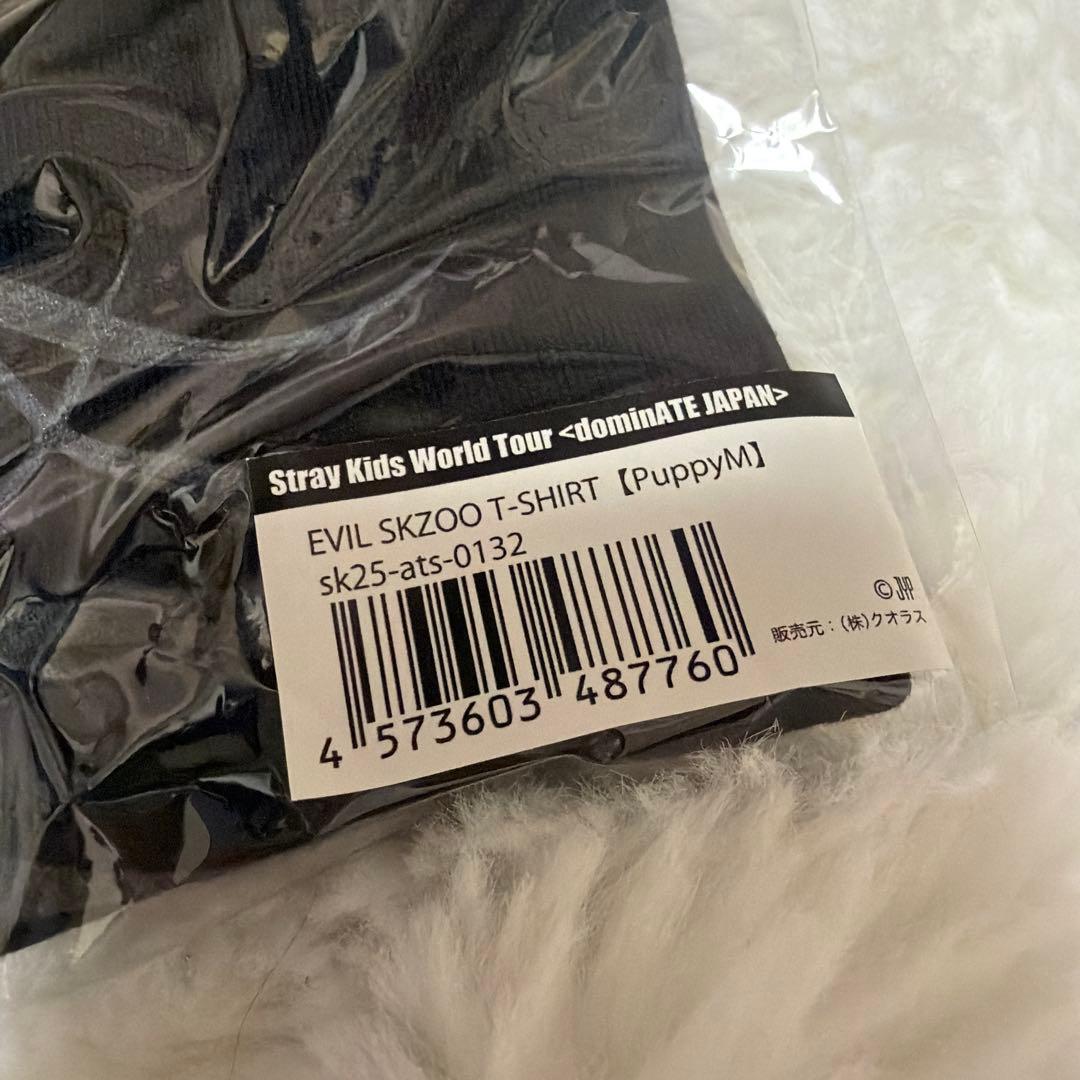 Stray Kids World Tour <dominATE JAPAN>
EVIL SKZOO T-SHIRT【PuppyM】
sk25-ats-0132
4 573603 487760
© JYP
販売元:(株)クオラス